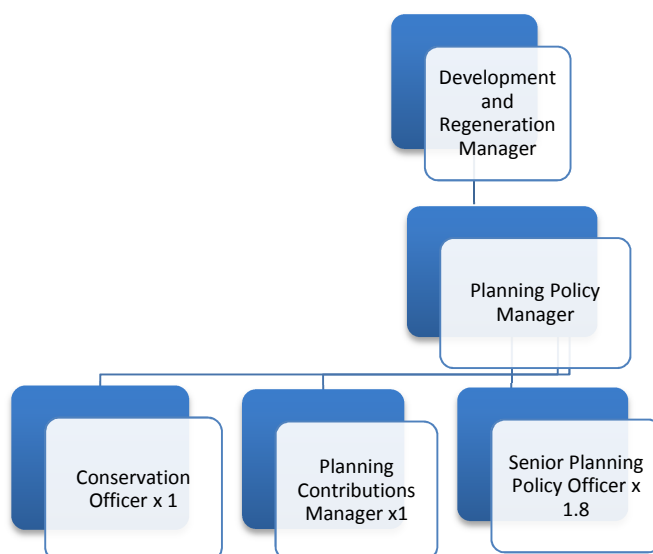 Development
and
Regeneration
Manager
Planning Policy
Manager
Conservation
Officer x 1
Planning
Contributions
Manager x1
Senior Planning
Policy Officer x
1.8